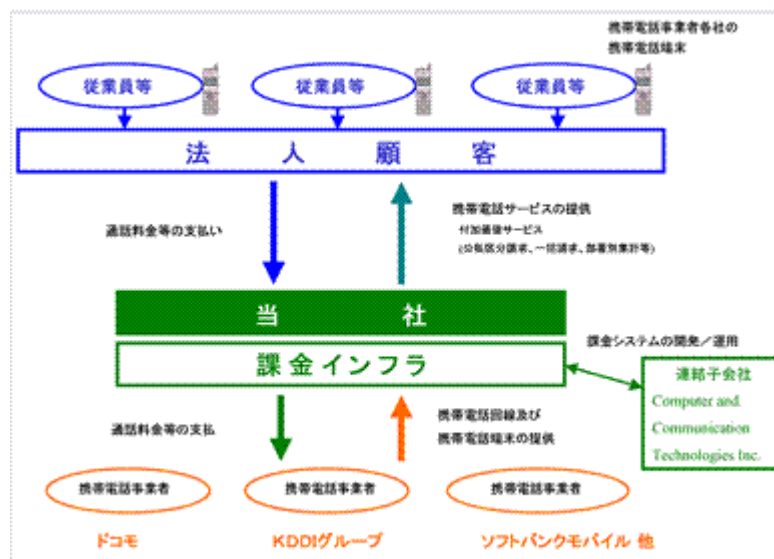 携帯電話事業者各社の
携帯電話端末
従業員等
従業員等
従業員等
法人顧客
通話料金等の支払い
携帯電話サービスの提供
付加価値サービス
(公私区分請求、一括請求、部署別集計等)
当社
課金インフラ
課金システムの開発／運用
連結子会社
Computer and
Communication
Technologies Inc.
通話料金等の支払
携帯電話回線及び
携帯電話端末の提供
携帯電話事業者
携帯電話事業者
携帯電話事業者
ドコモ
KDDIグループ
ソフトバンクモバイル 他